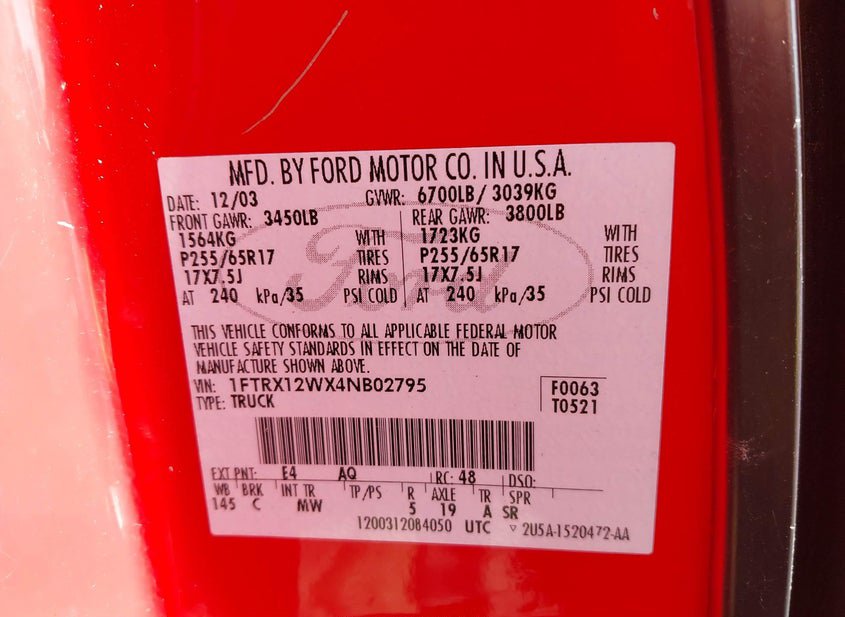 MFD. BY FORD MOTOR CO. IN U.S.A.
DATE: 12/03 GVWR: 6700LB/ 3039KG
FRONT GAWR: 3450LB REAR GAWR: 3800LB
1564KG WITH 1723KG WITH
P255/65R17 TIRES P255/65R17 TIRES
17X7.5J RIMS 17X7.5J RIMS
AT 240 kPa/35 PSI COLD AT 240 kPa/35 PSI COLD
Ford
THIS VEHICLE CONFORMS TO ALL APPLICABLE FEDERAL MOTOR
VEHICLE SAFETY STANDARDS IN EFFECT ON THE DATE OF
MANUFACTURE SHOWN ABOVE.
VIN: 1FTRX12WX4NB02795 F0063
TYPE: TRUCK T0521
EXT PNT: E4 AQ RC: 48 DSO:
WB BRK INT TR TP/PS R AXLE TR SPR
145 C MW 5 19 A SR
1200312084050 UTC ▽ 2U5A-1520472-AA